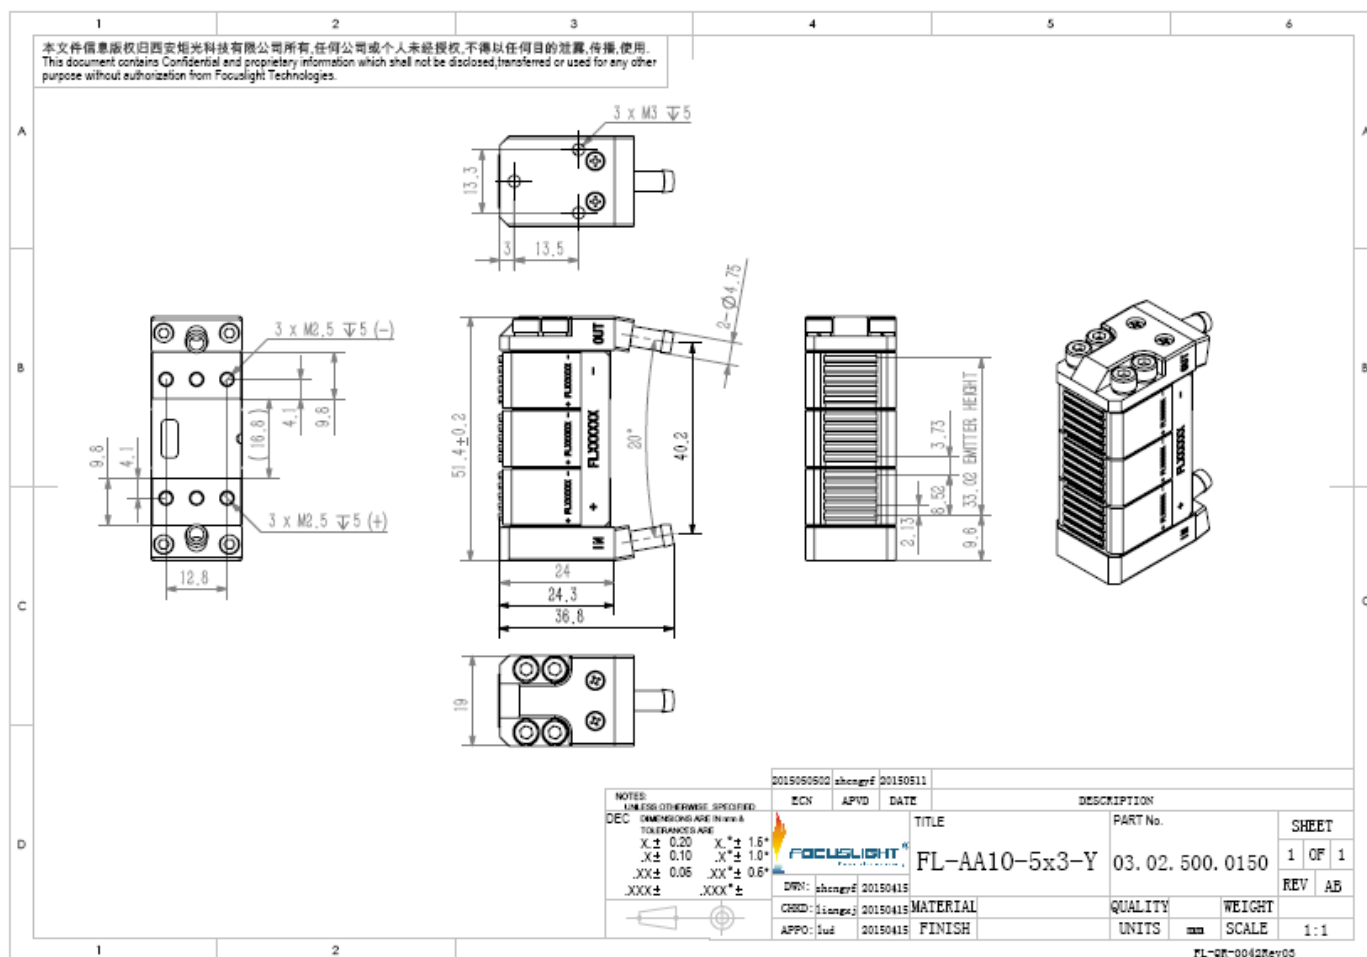 1 2 3 4 5 6
本文件信息版权归西安炬光科技有限公司所有,任何公司或个人未经授权,不得以任何目的泄露,传播,使用.
This document contains Confidential and proprietary information which shall not be disclosed,transferred or used for any other
purpose without authorization from Focuslight Technologies.
A
A
3 x M3 ↧5
13.3
3 13.5
2-Ø4.75
3 x M2.5 ↧5 (-)
B
B
4.1
9.8
(16.8)
9.8
4.1
3 x M2.5 ↧5 (+)
12.8
OUT
-
- FLXXXXXX +
- FLXXXXXX +
- FLXXXXXX +
FLXXXXXX
+
IN
51.4±0.2
20°
40.2
24
24.3
36.8
3.73
33.02 EMITTER HEIGHT
8.52
2.13
9.6
OUT
-
FLXXXXXX
+
IN
C
C
19
D
NOTES:
UNLESS OTHERWISE SPECIFIED
DEC DIMENSIONS ARE IN mm &
TOLERANCES ARE
X.± 0.20 X.°± 1.5°
.X± 0.10 .X°± 1.0°
.XX± 0.05 .XX°± 0.5°
.XXX± .XXX°±
2015050502 zhengyf 20150511
ECN APVD DATE DESCRIPTION
FOCUSLIGHT®
TITLE
FL-AA10-5x3-Y
PART No.
03.02.500.0150
SHEET
1 OF 1
REV AB
DWN: zhengyf 20150415
CHKD: liangxj 20150415 MATERIAL QUALITY WEIGHT
APPO: lud 20150415 FINISH UNITS mm SCALE 1:1
1 2
FL-QR-0042Rev03